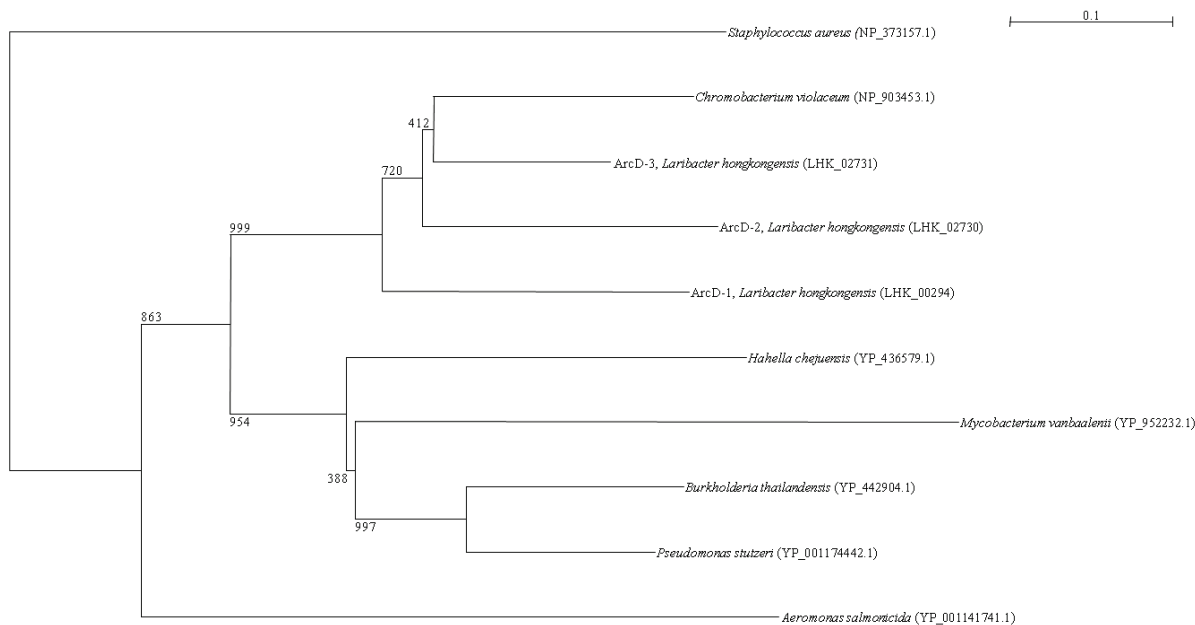 0.1
Staphylococcus aureus (NP_373157.1)
Chromobacterium violaceum (NP_903453.1)
412
ArcD-3, Laribacter hongkongensis (LHK_02731)
720
ArcD-2, Laribacter hongkongensis (LHK_02730)
999
ArcD-1, Laribacter hongkongensis (LHK_00294)
863
Hahella chejuensis (YP_436579.1)
954
Mycobacterium vanbaalenii (YP_952232.1)
388
Burkholderia thailandensis (YP_442904.1)
997
Pseudomonas stutzeri (YP_001174442.1)
Aeromonas salmonicida (YP_001141741.1)